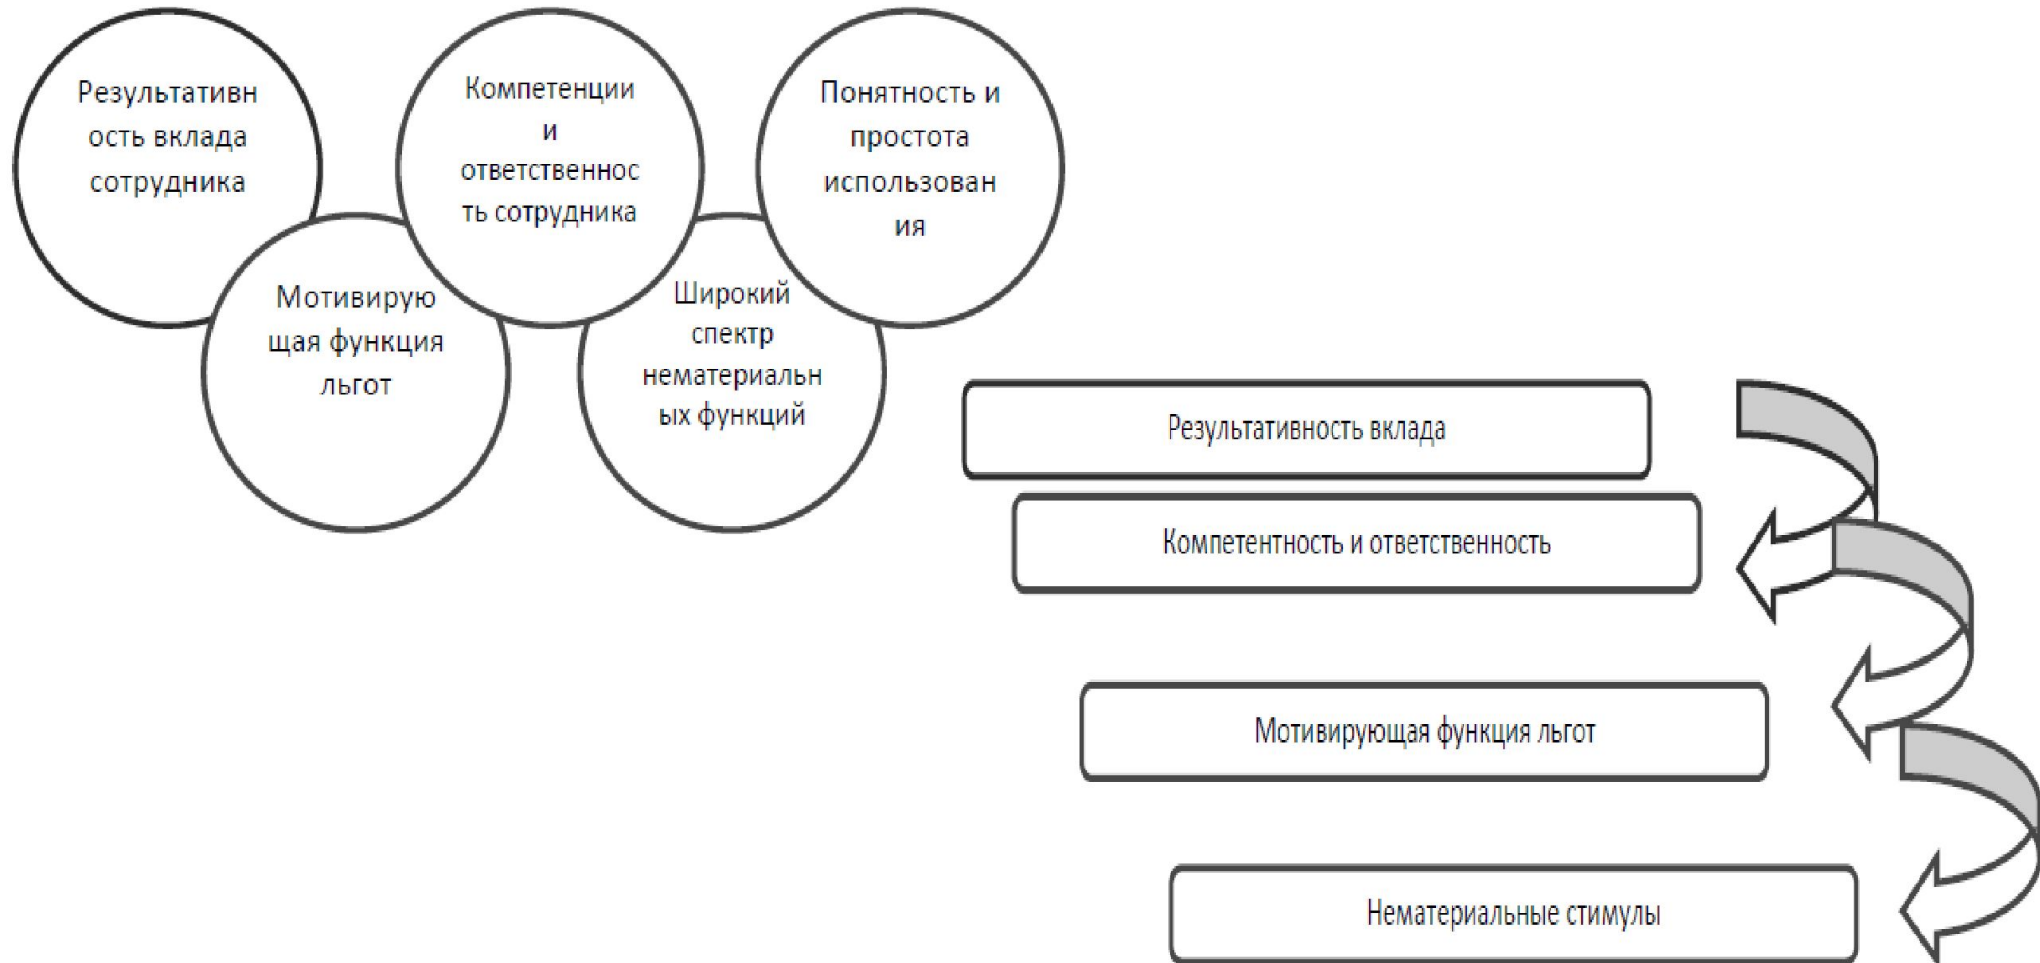 Результативн
ость вклада
сотрудника
Мотивирую
щая функция
льгот
Компетенции
и
ответственнос
ть сотрудника
Широкий
спектр
нематериальн
ых функций
Понятность и
простота
использован
ия
Результативность вклада
Компетентность и ответственность
Мотивирующая функция льгот
Нематериальные стимулы